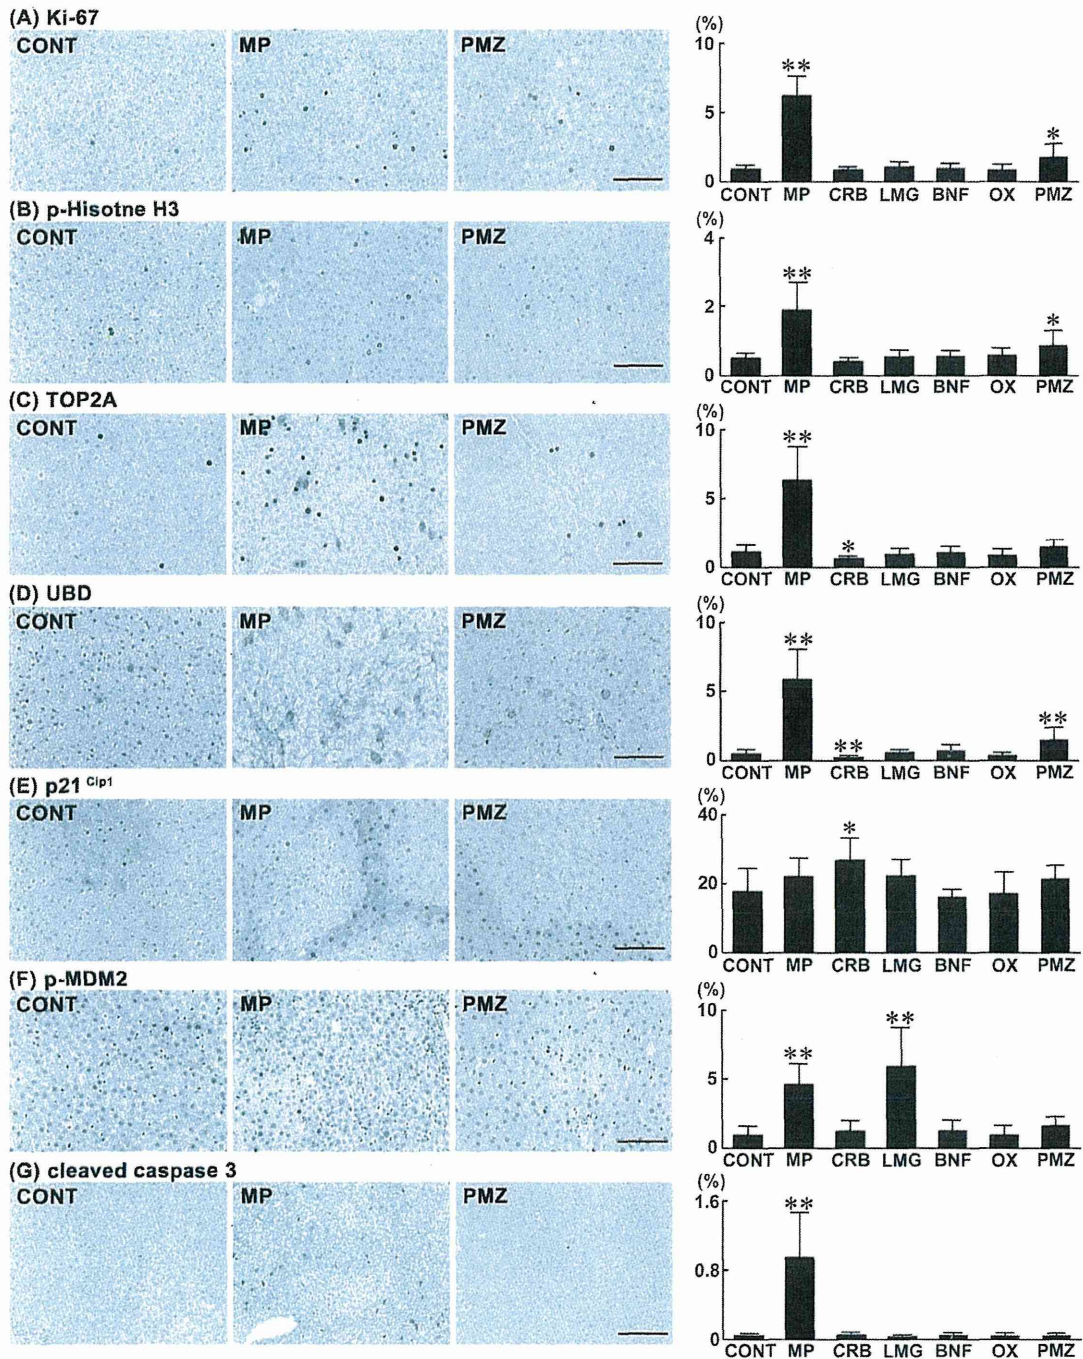 (A) Ki-67
CONT MP PMZ
(%)
10
5
0
** *
CONT MP CRB LMG BNF OX PMZ
(B) p-Hisotne H3
CONT MP PMZ
(%)
4
2
0
** *
CONT MP CRB LMG BNF OX PMZ
(C) TOP2A
CONT MP PMZ
(%)
10
5
0
** *
CONT MP CRB LMG BNF OX PMZ
(D) UBD
CONT MP PMZ
(%)
10
5
0
** ** **
CONT MP CRB LMG BNF OX PMZ
(E) p21 Cip1
CONT MP PMZ
(%)
40
20
0
*
CONT MP CRB LMG BNF OX PMZ
(F) p-MDM2
CONT MP PMZ
(%)
10
5
0
** **
CONT MP CRB LMG BNF OX PMZ
(G) cleaved caspase 3
CONT MP PMZ
(%)
1.6
0.8
0
**
CONT MP CRB LMG BNF OX PMZ